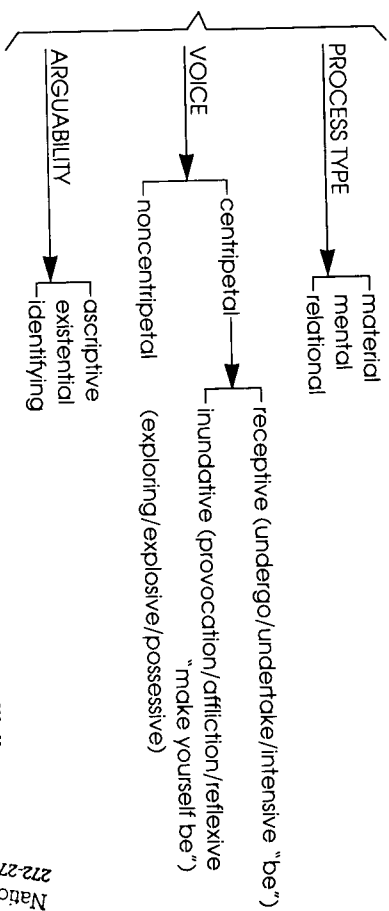 PROCESS TYPE
material
mental
relational
VOICE
centripetal
receptive (undergo/undertake/intensive "be")
inundative (provocation/affliction/reflexive
"make yourself be")
noncentripetal
(exploring/explosive/possessive)
ARGUABILITY
ascriptive
existential
identifying